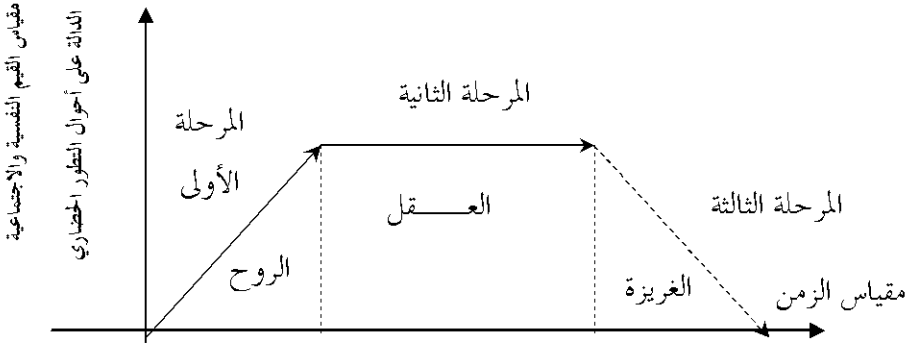 مقياس القيم النفسية والاجتماعية
الدالة على أحوال التطور الحضاري
المرحلة الثانية
المرحلة
الأولى
العـــــقل
المرحلة الثالثة
الروح
الغريزة
مقياس الزمن